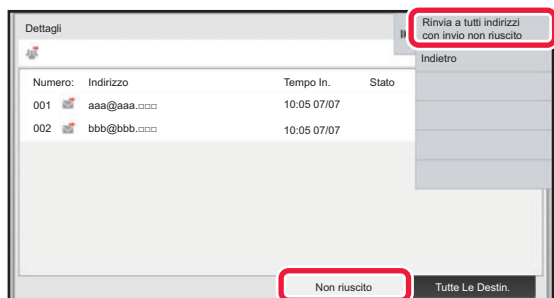 Dettagli
Rinvia a tutti indirizzi
con invio non riuscito
Indietro
Numero: Indirizzo Tempo In. Stato
001 aaa@aaa.□□□ 10:05 07/07
002 bbb@bbb.□□□ 10:05 07/07
Non riuscito Tutte Le Destin.